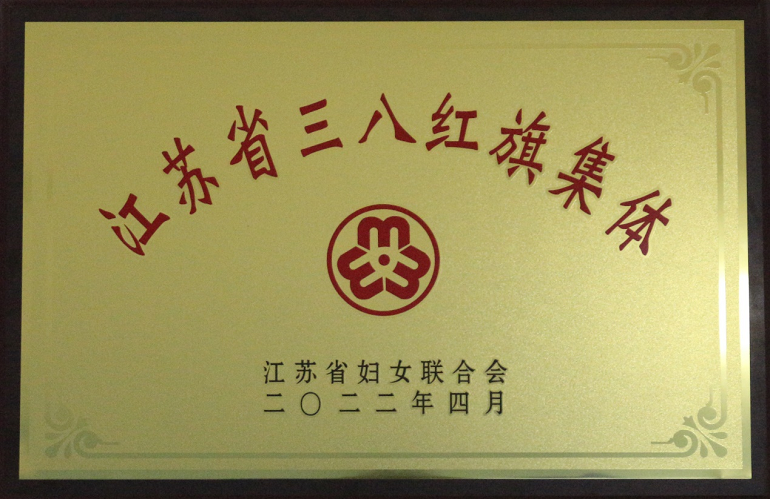 江苏省三八红旗集体
江苏省妇女联合会
二〇二二年四月